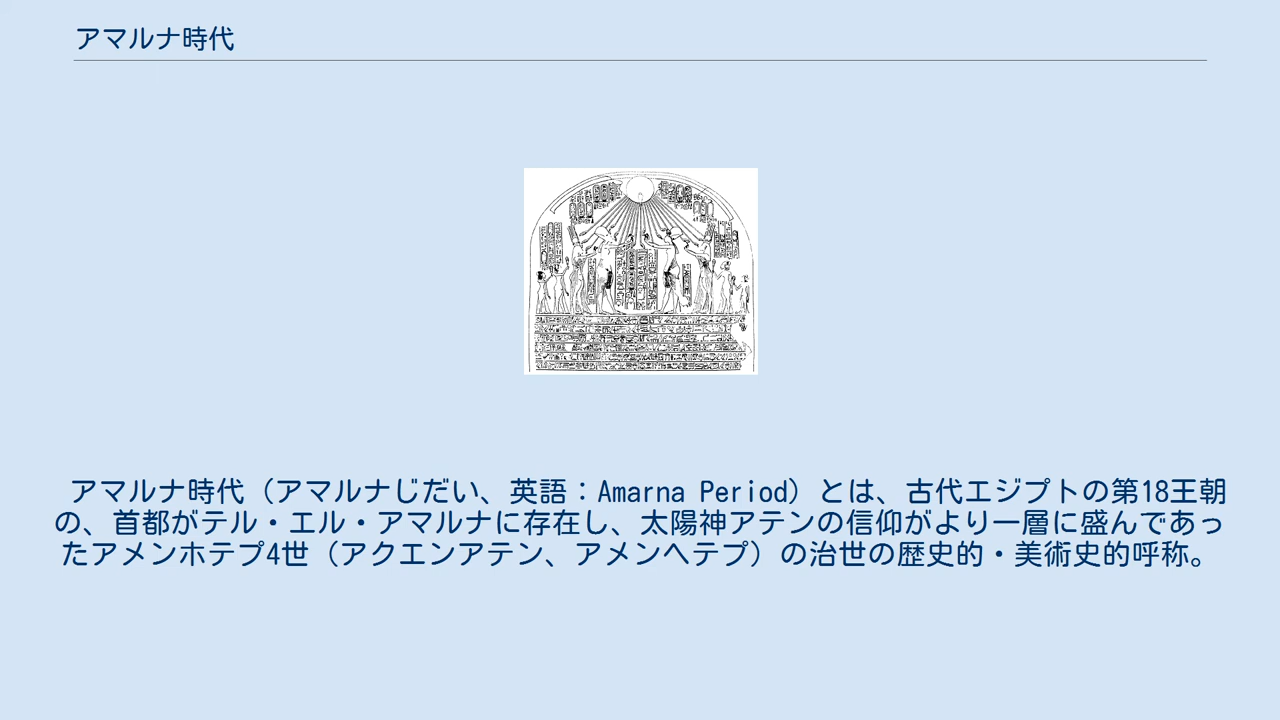 アマルナ時代
アマルナ時代（アマルナじだい、英語：Amarna Period）とは、古代エジプトの第18王朝
の、首都がテル・エル・アマルナに存在し、太陽神アテンの信仰がより一層に盛んであっ
たアメンホテプ4世（アクエンアテン、アメンヘテプ）の治世の歴史的・美術史的呼称。